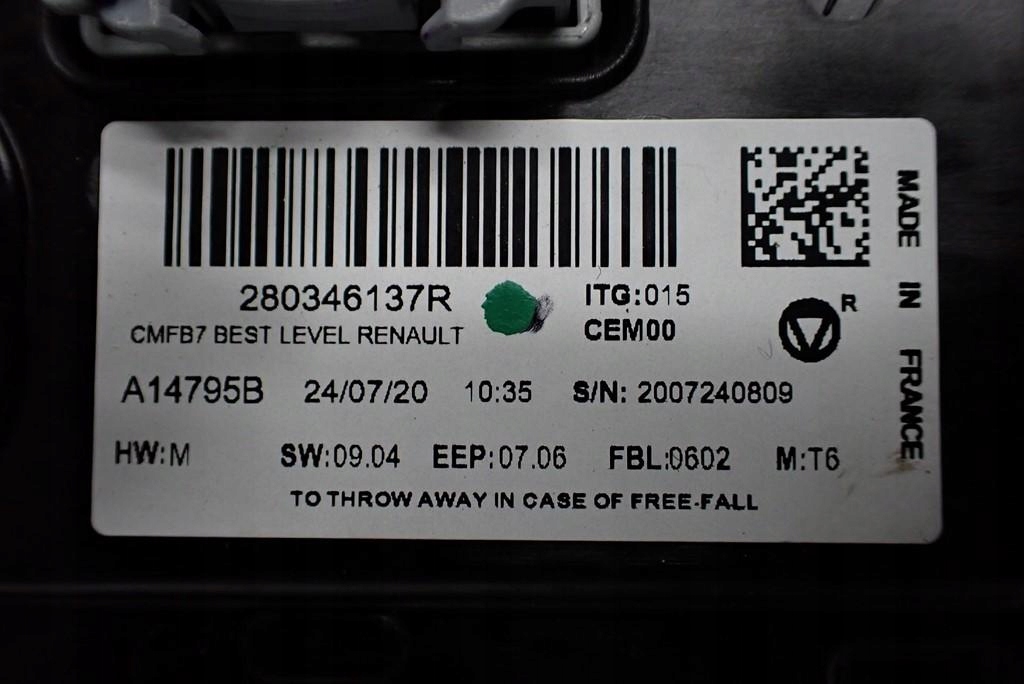 280346137R
CMFB7 BEST LEVEL RENAULT
ITG:015
CEM00
R
A14795B 24/07/20 10:35 S/N: 2007240809
HW:M SW:09.04 EEP:07.06 FBL:0602 M:T6
TO THROW AWAY IN CASE OF FREE-FALL
MADE IN FRANCE